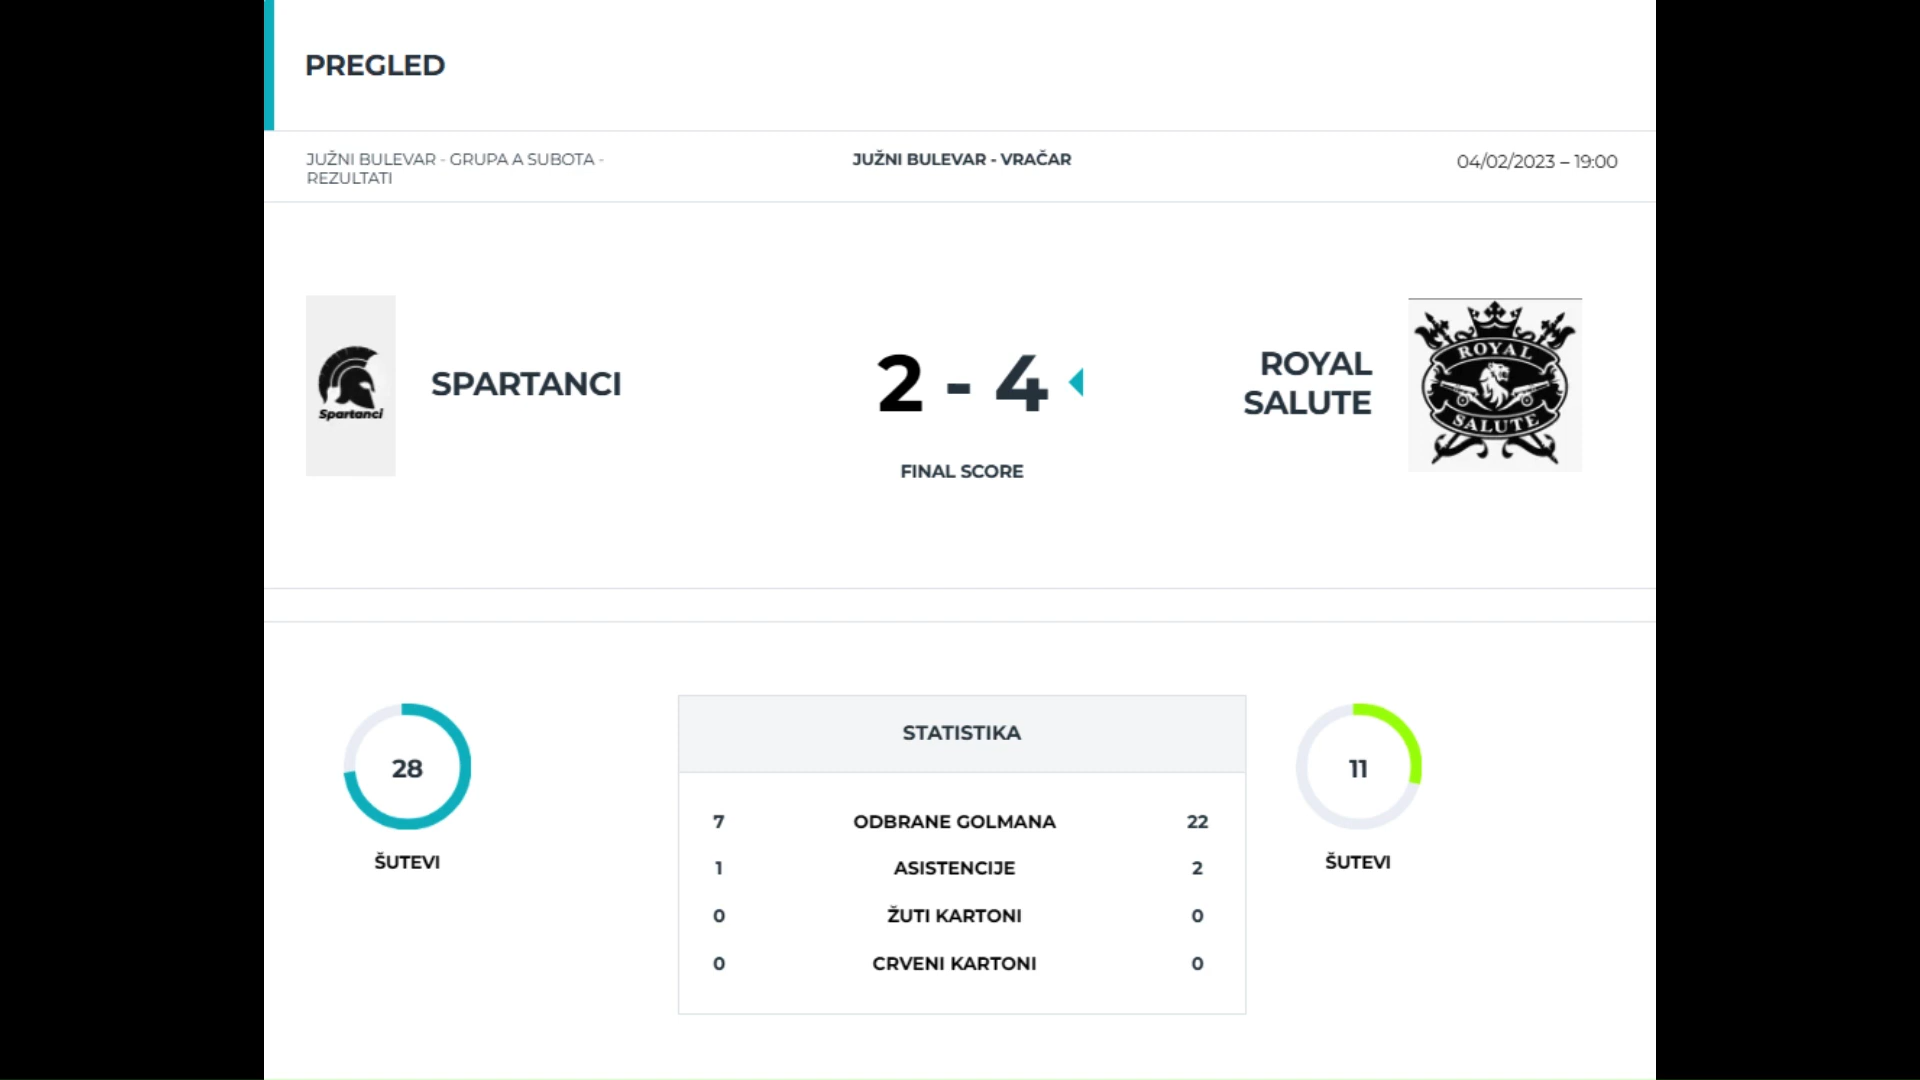 PREGLED
JUŽNI BULEVAR - GRUPA A SUBOTA -
REZULTATI
JUŽNI BULEVAR - VRAČAR
04/02/2023 – 19:00
Spartanci
SPARTANCI
2 - 4
FINAL SCORE
ROYAL
SALUTE
ROYAL
SALUTE
28
ŠUTEVI
STATISTIKA
7 ODBRANE GOLMANA 22
1 ASISTENCIJE 2
0 ŽUTI KARTONI 0
0 CRVENI KARTONI 0
11
ŠUTEVI